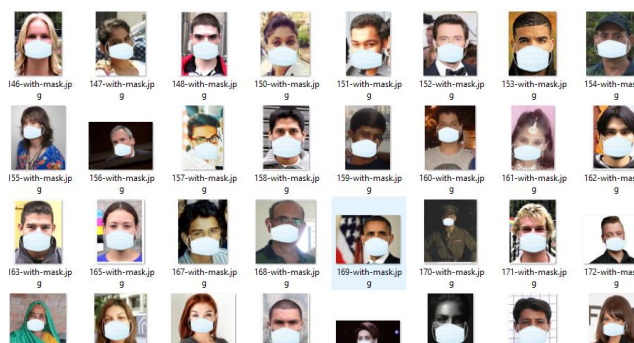 146-with-mask.jp
g
147-with-mask.jp
g
148-with-mask.jp
g
150-with-mask.jp
g
151-with-mask.jp
g
152-with-mask.jp
g
153-with-mask.jp
g
154-with-mas
g
155-with-mask.jp
g
156-with-mask.jp
g
157-with-mask.jp
g
158-with-mask.jp
g
159-with-mask.jp
g
160-with-mask.jp
g
161-with-mask.jp
g
162-with-mas
g
163-with-mask.jp
g
165-with-mask.jp
g
167-with-mask.jp
g
168-with-mask.jp
g
169-with-mask.jp
g
170-with-mask.jp
g
171-with-mask.jp
g
172-with-mas
g